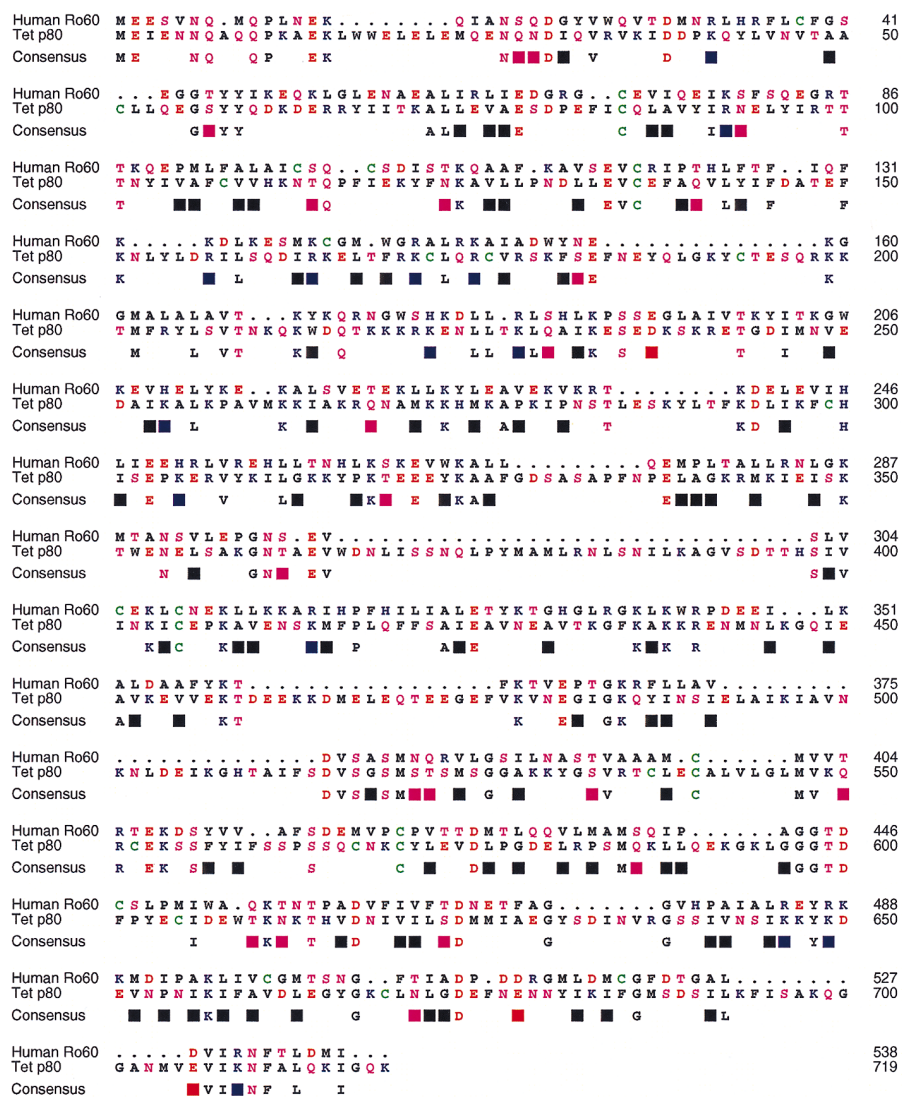 Human Ro60 M E E S V N Q . M Q P L N E K . . . . . . . . Q I A N S Q D G Y V W Q V T D M N R L H R F L C F G S 41
Tet p80 M E I E N N Q A Q Q P K A E K L W W E L E L E M Q E N Q N D I Q V R V K I D D P K Q Y L V N V T A A 50
Consensus M E N Q Q P E K N ■ ■ D ■ V D ■ ■
Human Ro60 . . . E G G T Y Y I K E Q K L G L E N A E A L I R L I E D G R G . . C E V I Q E I K S F S Q E G R T 86
Tet p80 C L L Q E G S Y Y Q D K D E R R Y I I T K A L L E V A E S D P E F I C Q L A V Y I R N E L Y I R T T 100
Consensus G ■ Y Y A L ■ ■ ■ E C ■ ■ I ■ ■ T
Human Ro60 T K Q E P M L F A L A I C S Q . . C S D I S T K Q A A F . K A V S E V C R I P T H L F T F . . I Q F 131
Tet p80 T N Y I V A F C V V H K N T Q P F I E K Y F N K A V L L P N D L L E V C E F A Q V L Y I F D A T E F 150
Consensus T ■ ■ ■ ■ ■ Q ■ K ■ ■ ■ E V C ■ ■ L ■ F F
Human Ro60 K . . . . . K D L K E S M K C G M . W G R A L R K A I A D W Y N E . . . . . . . . . . . . . . . K G 160
Tet p80 K N L Y L D R I L S Q D I R K E L T F R K C L Q R C V R S K F S E F N E Y Q L G K Y C T E S Q R K K 200
Consensus K ■ L ■ ■ ■ ■ ■ L ■ ■ ■ ■ E K
Human Ro60 G M A L A L A V T . . . K Y K Q R N G W S H K D L L . R L S H L K P S S E G L A I V T K Y I T K G W 206
Tet p80 T M F R Y L S V T N K Q K W D Q T K K K R K E N L L T K L Q A I K E S E D K S K R E T G D I M N V E 250
Consensus M L V T K ■ Q ■ L L ■ L ■ ■ K S ■ T I ■
Human Ro60 K E V H E L Y K E . . K A L S V E T E K L L K Y L E A V E K V K R T . . . . . . . . K D E L E V I H 246
Tet p80 D A I K A L K P A V M K K I A K R Q N A M K K H M K A P K I P N S T L E S K Y L T F K D L I K F C H 300
Consensus ■ ■ L K ■ ■ ■ K ■ A ■ ■ T K D ■ H
Human Ro60 L I E E H R L V R E H L L T N H L K S K E V W K A L L . . . . . . . . . Q E M P L T A L L R N L G K 287
Tet p80 I S E P K E R V Y K I L G K K Y P K T E E E Y K A A F G D S A S A P F N P E L A G K R M K I E I S K 350
Consensus ■ E ■ V L ■ ■ K ■ E ■ K A ■ E ■ ■ ■ ■ ■ K
Human Ro60 M T A N S V L E P G N S . E V . . . . . . . . . . . . . . . . . . . . . . . . . . . . . . . . S L V 304
Tet p80 T W E N E L S A K G N T A E V W D N L I S S N Q L P Y M A M L R N L S N I L K A G V S D T T H S I V 400
Consensus N ■ G N ■ E V S ■ V
Human Ro60 C E K L C N E K L L K K A R I H P F H I L I A L E T Y K T G H G L R G K L K W R P D E E I . . . L K 351
Tet p80 I N K I C E P K A V E N S K M F P L Q F F S A I E A V N E A V T K G F K A K K R E N M N L K G Q I E 450
Consensus K ■ C K ■ ■ ■ ■ P A ■ E ■ K ■ K R ■ ■
Human Ro60 A L D A A F Y K T . . . . . . . . . . . . . . . . . F K T V E P T G K R F L L A V . . . . . . . . . 375
Tet p80 A V K E V V E K T D E E K K D M E L E Q T E E G E F V K V N E G I G K Q Y I N S I E L A I K I A V N 500
Consensus A ■ ■ K T K E ■ G K ■ ■ ■
Human Ro60 . . . . . . . . . . . . . . D V S A S M N Q R V L G S I L N A S T V A A A M . C . . . . . . M V V T 404
Tet p80 K N L D E I K G H T A I F S D V S G S M S T S M S G G A K K Y G S V R T C L E C A L V L G L M V K Q 550
Consensus D V S ■ S M ■ ■ ■ G ■ ■ V ■ C M V ■
Human Ro60 R T E K D S Y V V . . A F S D E M V P C P V T T D M T L Q Q V L M A M S Q I P . . . . . . A G G T D 446
Tet p80 R C E K S S F Y I F S S P S S Q C N K C Y L E V D L P G D E L R P S M Q K L L Q E K G K L G G G T D 600
Consensus R E K S ■ ■ S C ■ D ■ ■ ■ ■ M ■ ■ ■ ■ G G T D
Human Ro60 C S L P M I W A . Q K T N T P A D V F I V F T D N E T F A G . . . . . . . G V H P A I A L R E Y R K 488
Tet p80 F P Y E C I D E W T K N K T H V D N I V I L S D M M I A E G Y S D I N V R G S S I V N S I K K Y K D 650
Consensus I ■ K ■ T ■ D ■ ■ ■ D G G ■ ■ ■ ■ Y ■
Human Ro60 K M D I P A K L I V C G M T S N G . . F T I A D P . D D R G M L D M C G F D T G A L . . . . . . . . 527
Tet p80 E V N P N I K I F A V D L E G Y G K C L N L G D E F N E N N Y I K I F G M S D S I L K F I S A K Q G 700
Consensus ■ ■ ■ K ■ ■ ■ G ■ ■ ■ D ■ ■ ■ G ■ L
Human Ro60 . . . . . D V I R N F T L D M I . . . 538
Tet p80 G A N M V E V I K N F A L Q K I G Q K 719
Consensus ■ V I ■ N F L I